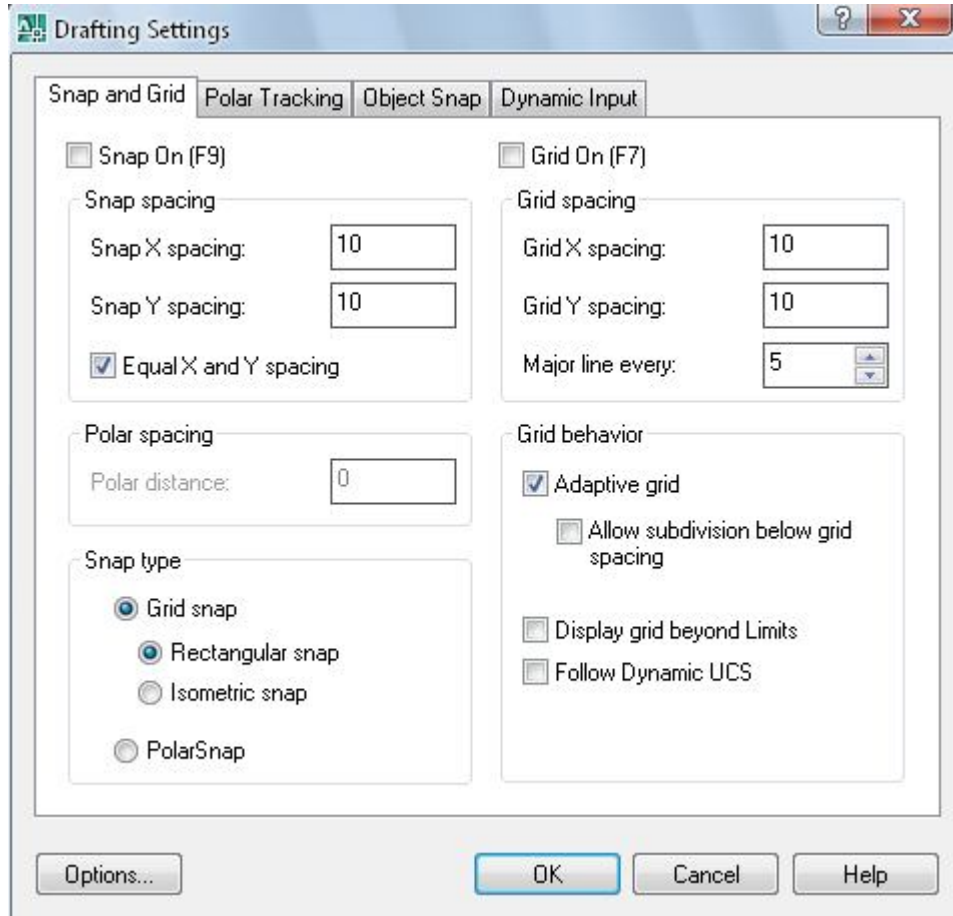 Drafting Settings
Snap and Grid
Polar Tracking
Object Snap
Dynamic Input
Snap On (F9)
Snap spacing
Snap X spacing: 10
Snap Y spacing: 10
Equal X and Y spacing
Polar spacing
Polar distance: 0
Snap type
Grid snap
Rectangular snap
Isometric snap
PolarSnap
Grid On (F7)
Grid spacing
Grid X spacing: 10
Grid Y spacing: 10
Major line every: 5
Grid behavior
Adaptive grid
Allow subdivision below grid
spacing
Display grid beyond Limits
Follow Dynamic UCS
Options...
OK
Cancel
Help